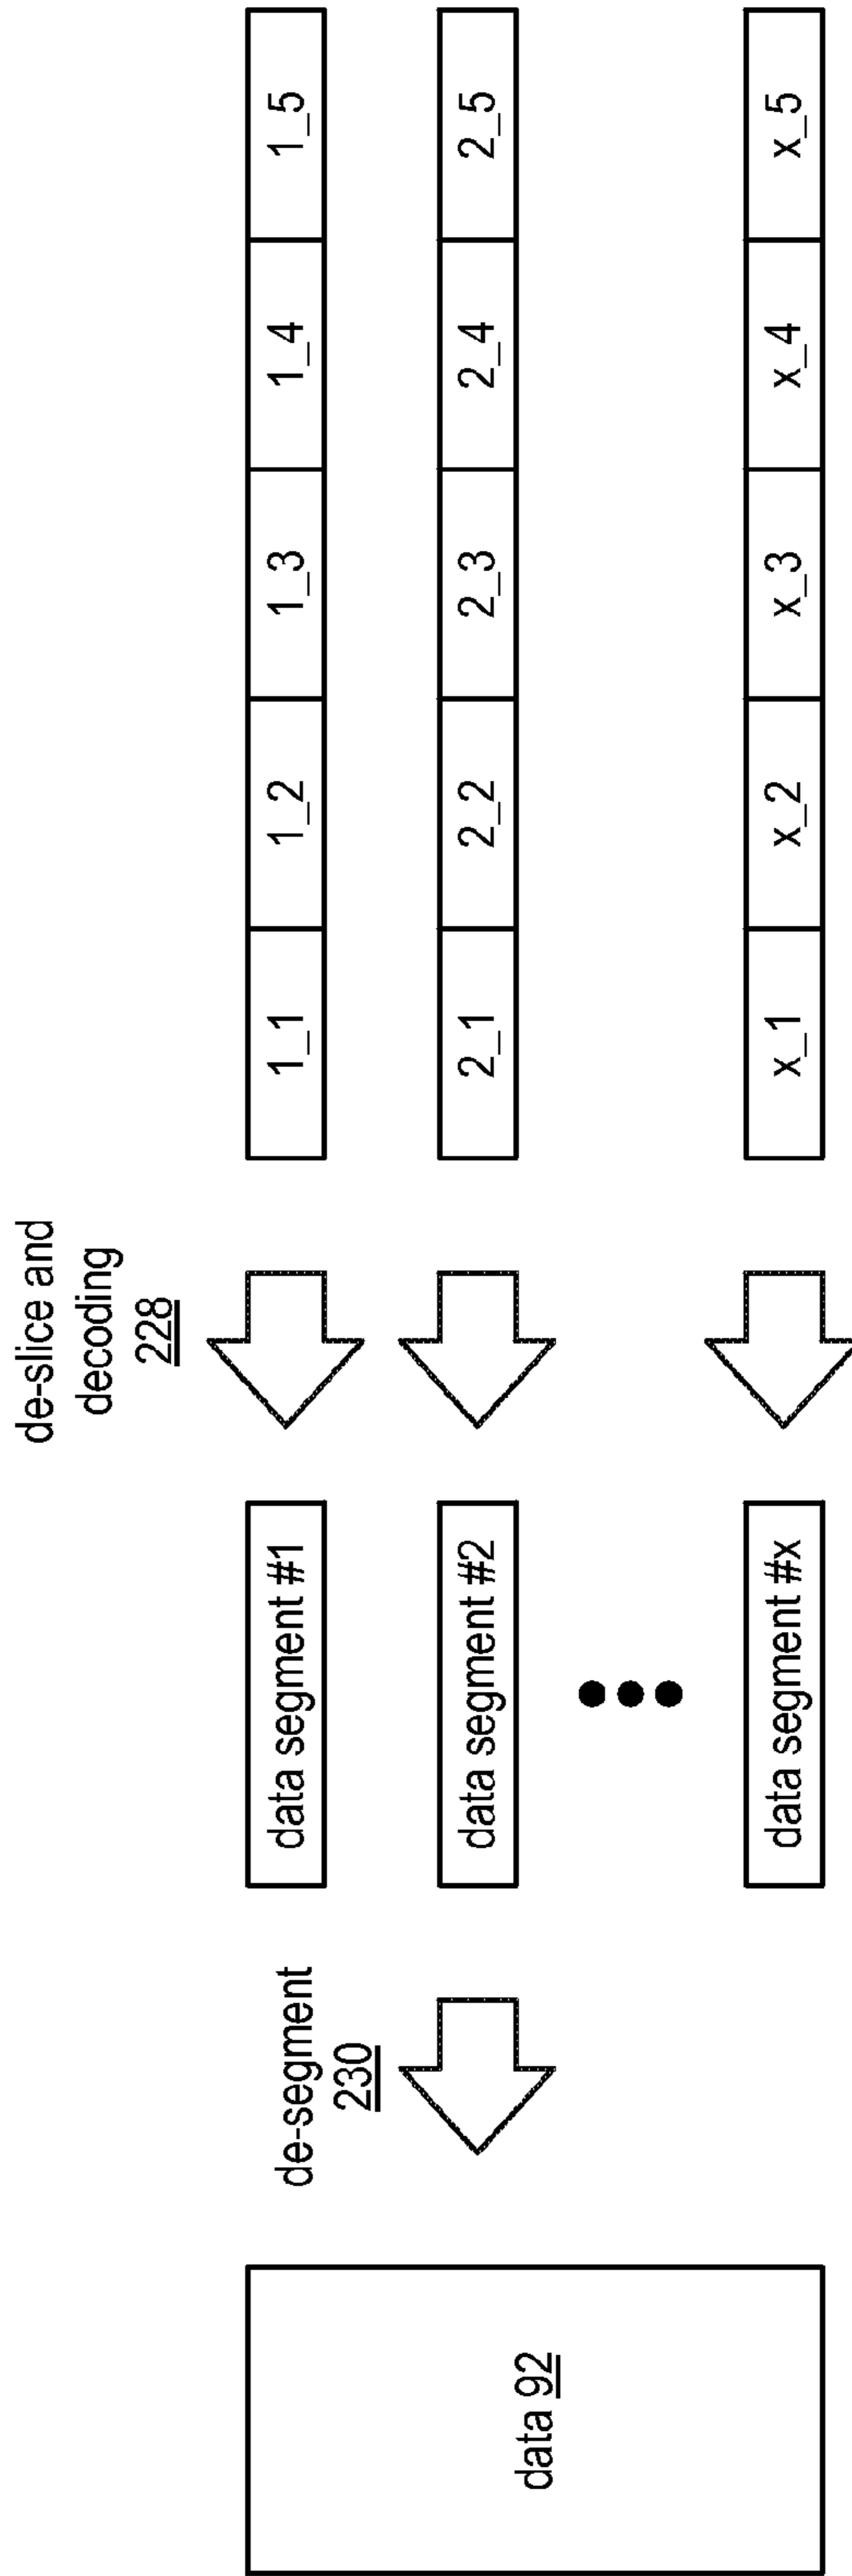 de-slice and
decoding
228
de-segment
230
data 92
data segment #1
1_1
1_2
1_3
1_4
1_5
data segment #2
2_1
2_2
2_3
2_4
2_5
data segment #x
x_1
x_2
x_3
x_4
x_5